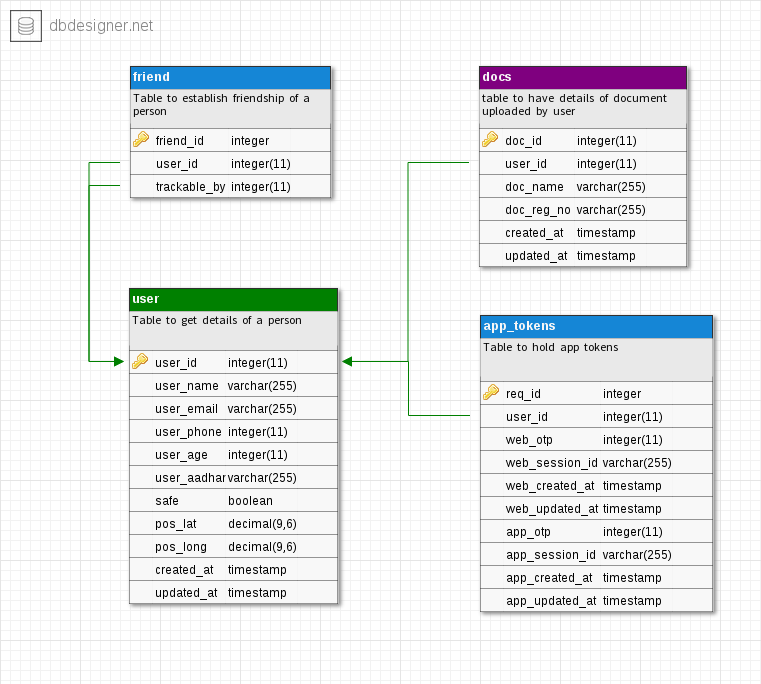 dbdesigner.net
friend
Table to establish friendship of a
person
friend_id integer
user_id integer(11)
trackable_by integer(11)
docs
table to have details of document
uploaded by user
doc_id integer(11)
user_id integer(11)
doc_name varchar(255)
doc_reg_no varchar(255)
created_at timestamp
updated_at timestamp
user
Table to get details of a person
user_id integer(11)
user_name varchar(255)
user_email varchar(255)
user_phone integer(11)
user_age integer(11)
user_aadhar varchar(255)
safe boolean
pos_lat decimal(9,6)
pos_long decimal(9,6)
created_at timestamp
updated_at timestamp
app_tokens
Table to hold app tokens
req_id integer
user_id integer(11)
web_otp integer(11)
web_session_id varchar(255)
web_created_at timestamp
web_updated_at timestamp
app_otp integer(11)
app_session_id varchar(255)
app_created_at timestamp
app_updated_at timestamp